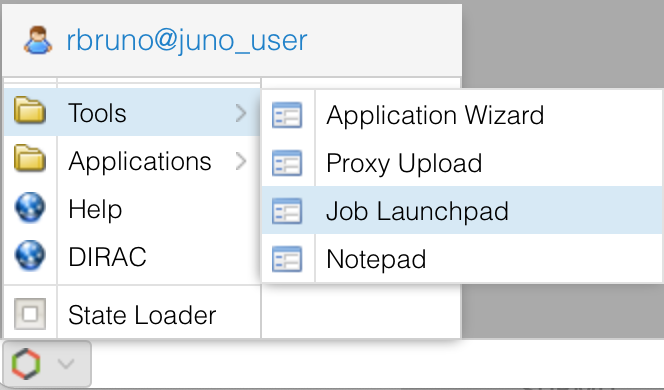 rbruno@juno_user
Tools
Applications
Help
DIRAC
State Loader
Application Wizard
Proxy Upload
Job Launchpad
Notepad